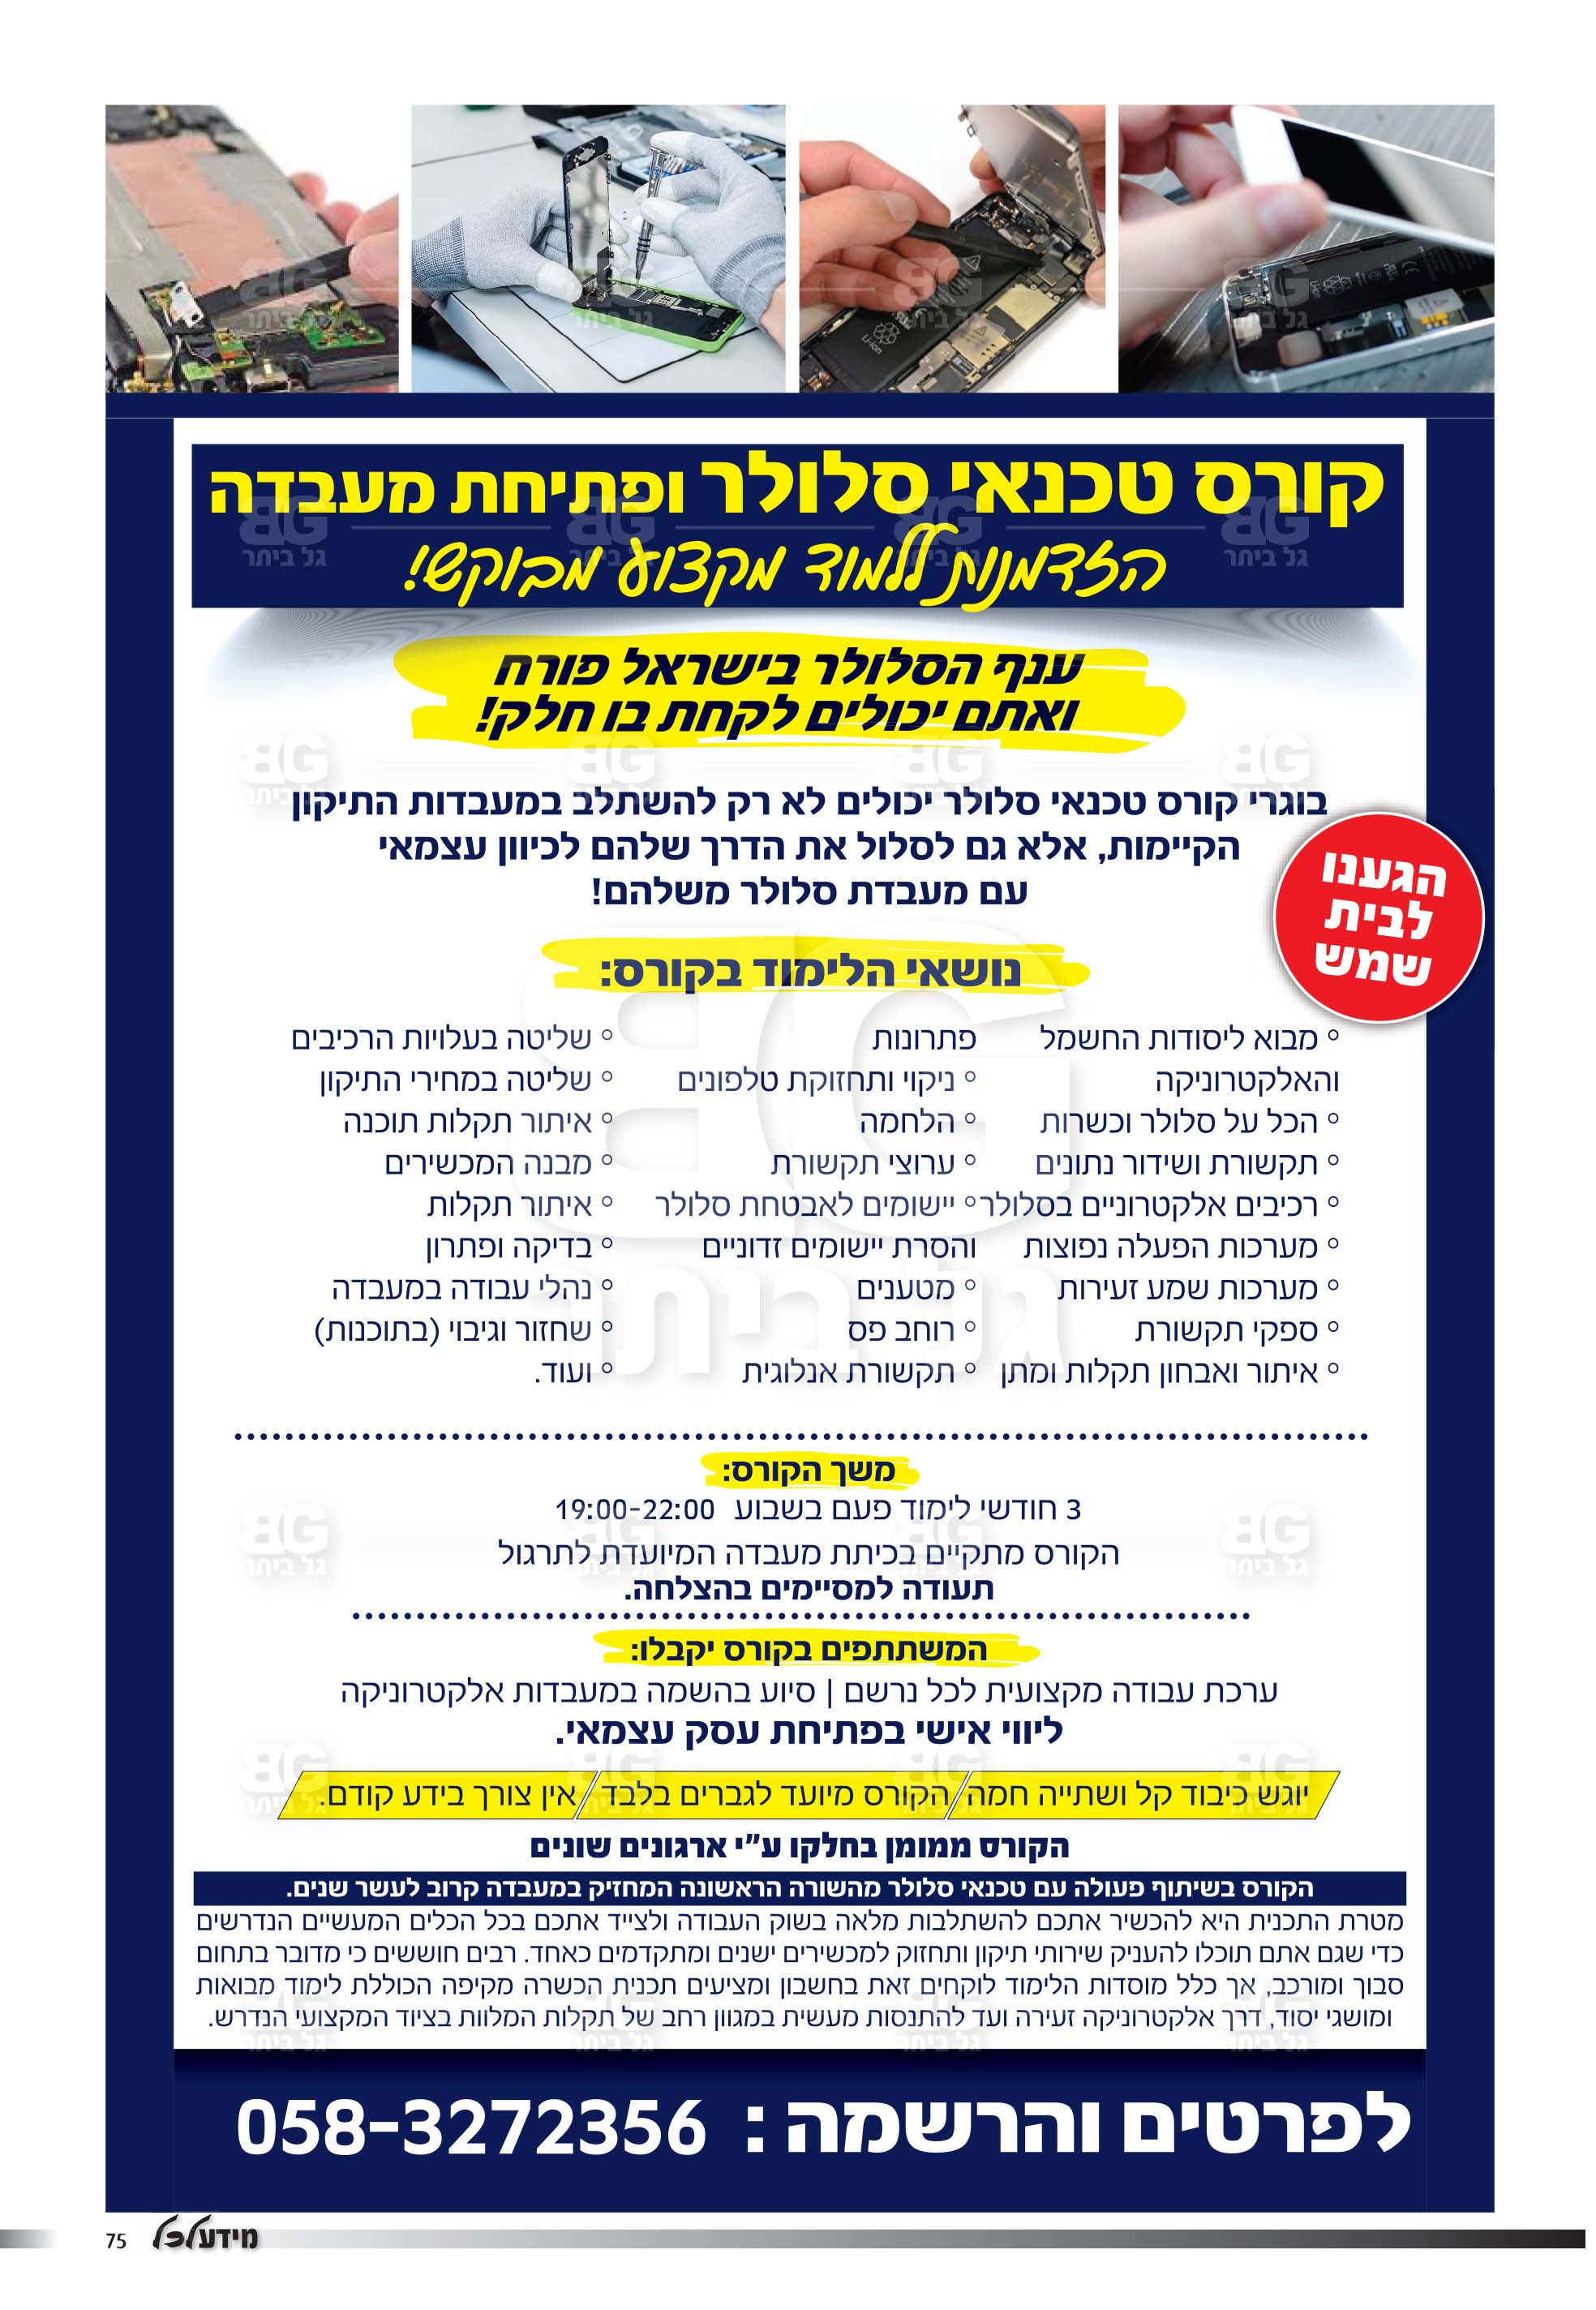 קורס טכנאי סלולר ופתיחת מעבדה
הזדמנות ללמוד מקצוע מבוקש!
ענף הסלולר בישראל פורח
ואתם יכולים לקחת בו חלק!
בוגרי קורס טכנאי סלולר יכולים לא רק להשתלב במעבדות התיקון
הקיימות, אלא גם לסלול את הדרך שלהם לכיוון עצמאי
עם מעבדת סלולר משלהם!
הגענו
לבית
שמש
נושאי הלימוד בקורס:
° מבוא ליסודות החשמל
והאלקטרוניקה
° הכל על סלולר וכשרות
° תקשורת ושידור נתונים
° רכיבים אלקטרוניים בסלולר
° מערכות הפעלה נפוצות
° מערכות שמע זעירות
° ספקי תקשורת
° איתור ואבחון תקלות ומתן
פתרונות
° ניקוי ותחזוקת טלפונים
° הלחמה
° ערוצי תקשורת
° יישומים לאבטחת סלולר
והסרת יישומים זדוניים
° מטענים
° רוחב פס
° תקשורת אנלוגית
° שליטה בעלויות הרכיבים
° שליטה במחירי התיקון
° איתור תקלות תוכנה
° מבנה המכשירים
° איתור תקלות
° בדיקה ופתרון
° נהלי עבודה במעבדה
° שחזור וגיבוי (בתוכנות)
° ועוד.
משך הקורס:
3 חודשי לימוד פעם בשבוע 19:00-22:00
הקורס מתקיים בכיתת מעבדה המיועדת לתרגול
תעודה למסיימים בהצלחה.
המשתתפים בקורס יקבלו:
ערכת עבודה מקצועית לכל נרשם | סיוע בהשמה במעבדות אלקטרוניקה
ליווי אישי בפתיחת עסק עצמאי.
יוגש כיבוד קל ושתייה חמה / הקורס מיועד לגברים בלבד / אין צורך בידע קודם.
הקורס ממומן בחלקו ע"י ארגונים שונים
הקורס בשיתוף פעולה עם טכנאי סלולר מהשורה הראשונה המחזיק במעבדה קרוב לעשר שנים.
מטרת התכנית היא להכשיר אתכם להשתלבות מלאה בשוק העבודה ולצייד אתכם בכל הכלים המעשיים הנדרשים
כדי שגם אתם תוכלו להעניק שירותי תיקון ותחזוק למכשירים ישנים ומתקדמים כאחד. רבים חוששים כי מדובר בתחום
סבוך ומורכב, אך כלל מוסדות הלימוד לוקחים זאת בחשבון ומציעים תכנית הכשרה מקיפה הכוללת לימוד מבואות
ומושגי יסוד, דרך אלקטרוניקה זעירה ועד להתנסות מעשית במגוון רחב של תקלות המלוות בציוד המקצועי הנדרש.
לפרטים והרשמה : 058-3272356
75 מידע לכל
BG
גל ביתר